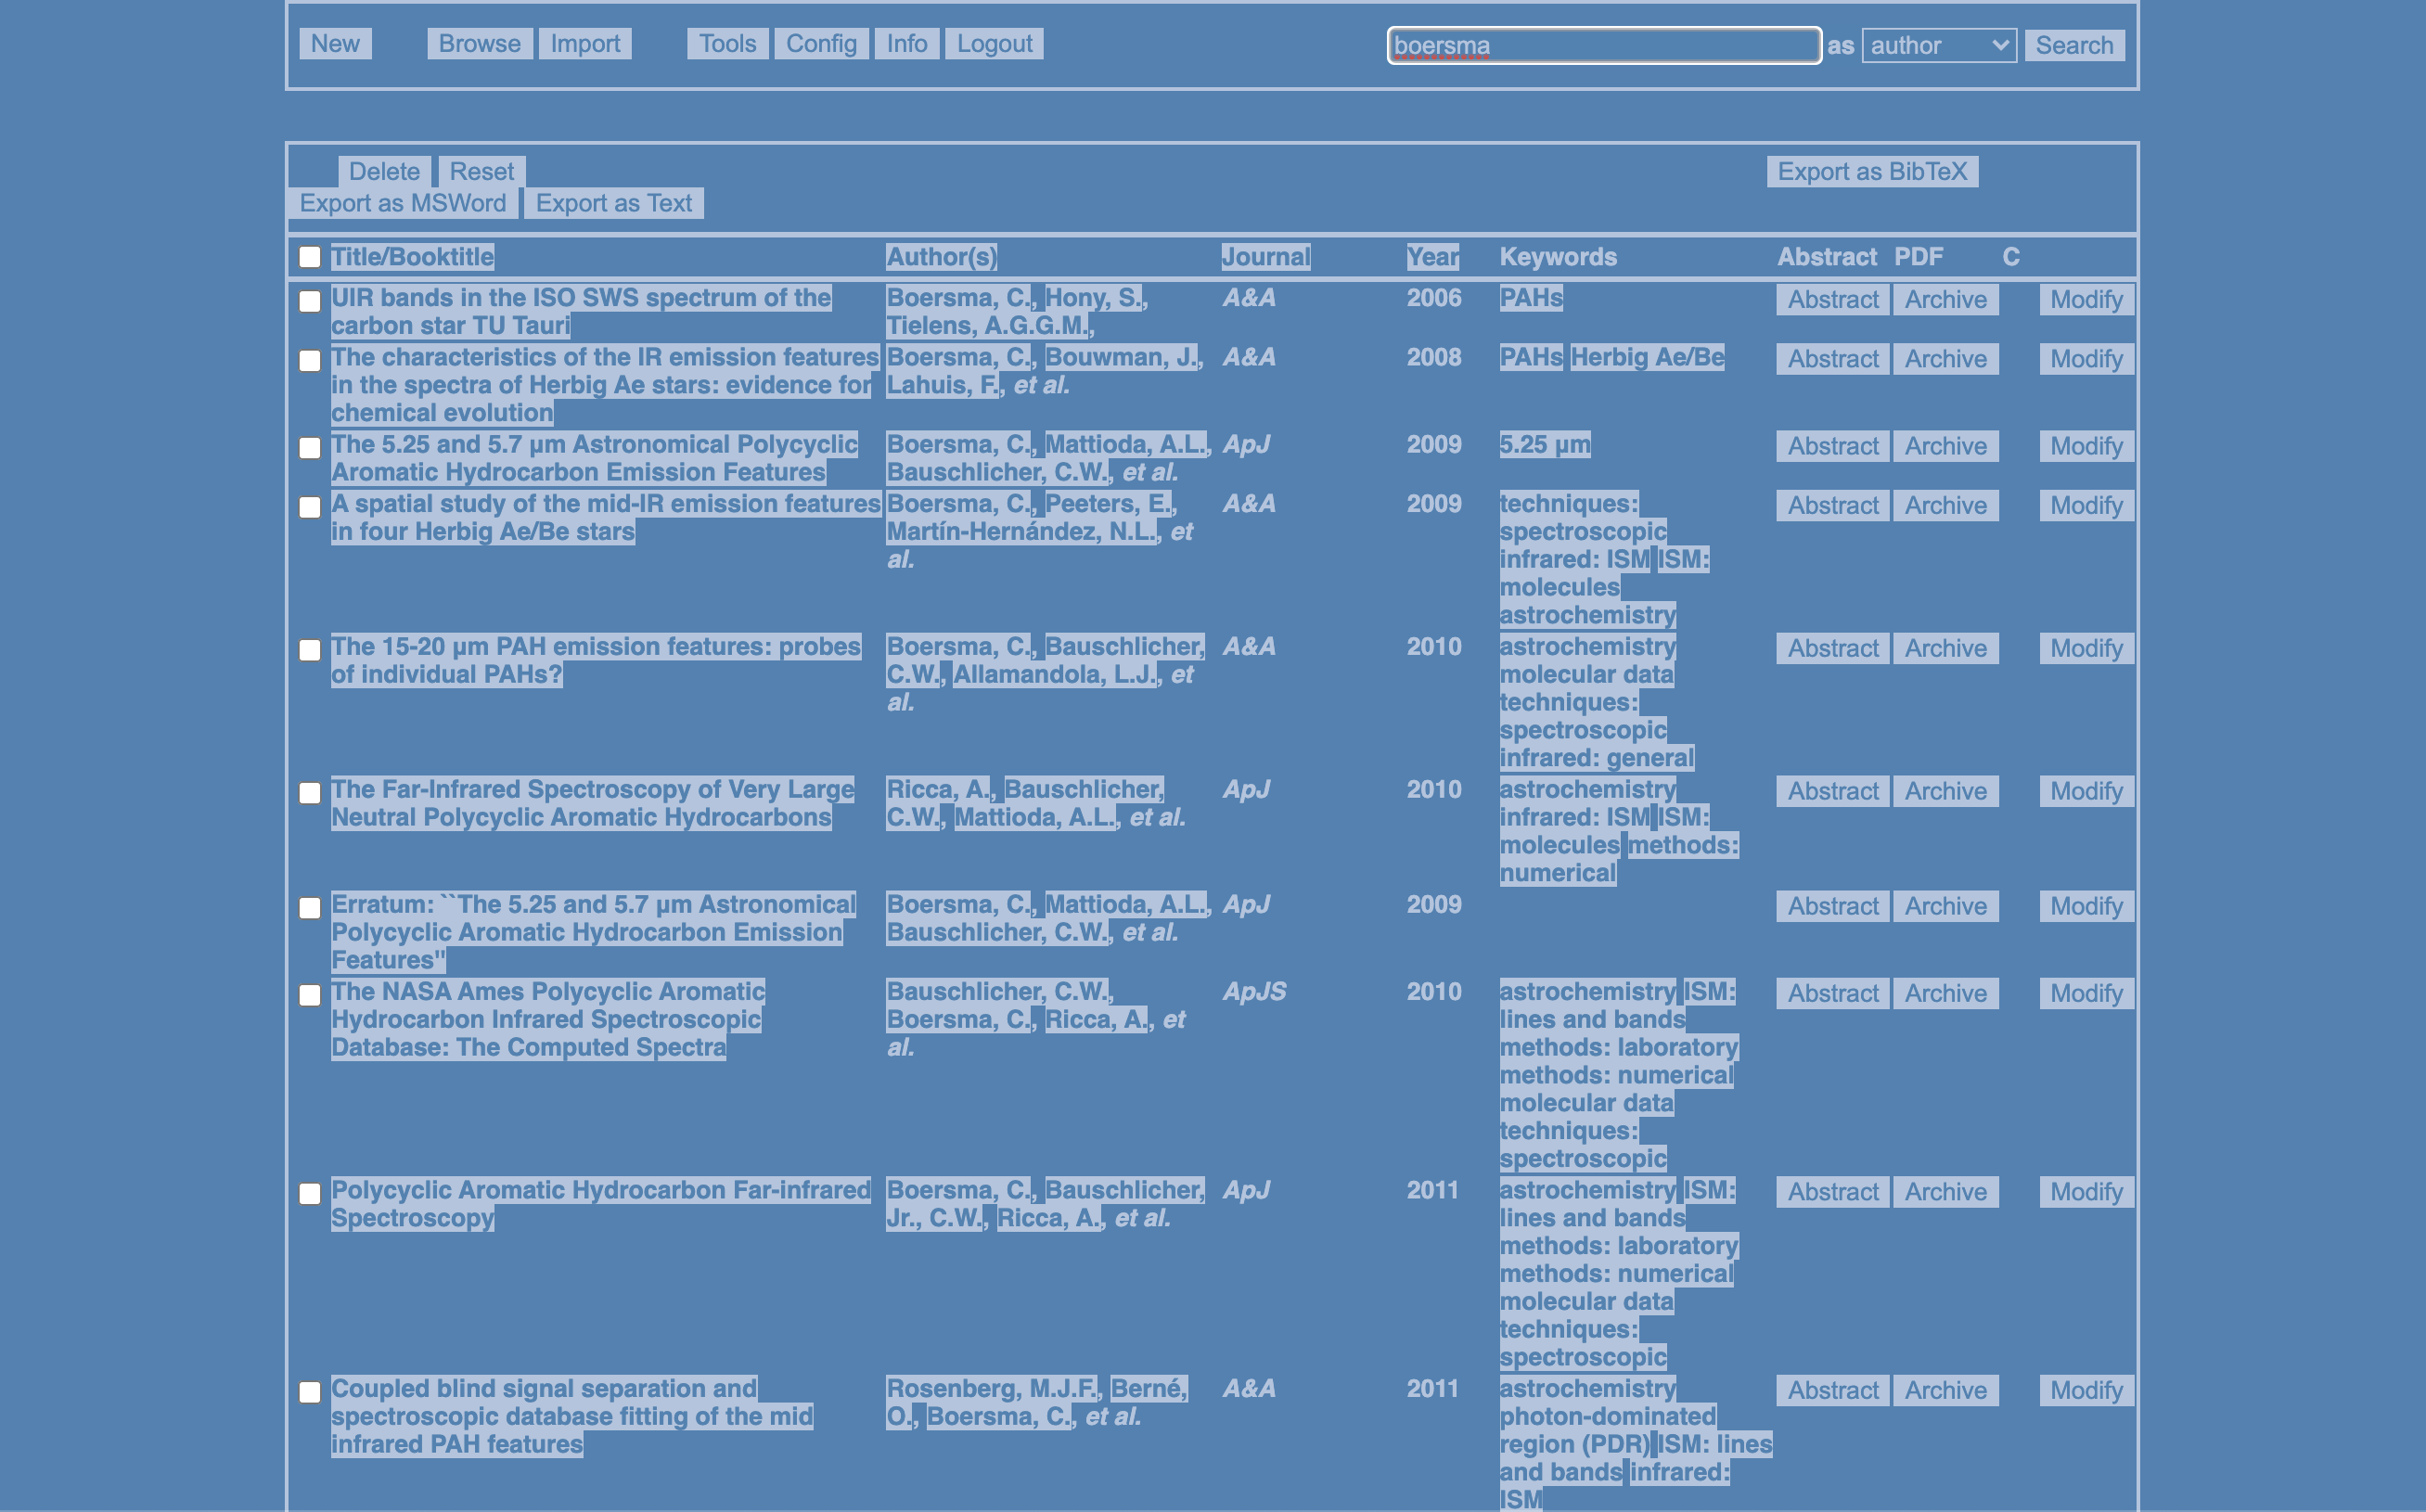 New Browse Import Tools Config Info Logout boersma as author Search
Delete Reset Export as BibTeX
Export as MSWord Export as Text
Title/Booktitle Author(s) Journal Year Keywords Abstract PDF C
UIR bands in the ISO SWS spectrum of the Boersma, C., Hony, S., A&A 2006 PAHs Abstract Archive Modify
carbon star TU Tauri Tielens, A.G.G.M.,
The characteristics of the IR emission features Boersma, C., Bouwman, J., A&A 2008 PAHs Herbig Ae/Be Abstract Archive Modify
in the spectra of Herbig Ae stars: evidence for Lahuis, F., et al.
chemical evolution
The 5.25 and 5.7 µm Astronomical Polycyclic Boersma, C., Mattioda, A.L., ApJ 2009 5.25 µm Abstract Archive Modify
Aromatic Hydrocarbon Emission Features Bauschlicher, C.W., et al.
A spatial study of the mid-IR emission features Boersma, C., Peeters, E., A&A 2009 techniques: Abstract Archive Modify
in four Herbig Ae/Be stars Martín-Hernández, N.L., et spectroscopic
al. infrared: ISM ISM:
molecules
astrochemistry
The 15-20 µm PAH emission features: probes Boersma, C., Bauschlicher, A&A 2010 astrochemistry Abstract Archive Modify
of individual PAHs? C.W., Allamandola, L.J., et molecular data
al. techniques:
spectroscopic
infrared: general
The Far-Infrared Spectroscopy of Very Large Ricca, A., Bauschlicher, ApJ 2010 astrochemistry Abstract Archive Modify
Neutral Polycyclic Aromatic Hydrocarbons C.W., Mattioda, A.L., et al. infrared: ISM ISM:
molecules methods:
numerical
Erratum: ``The 5.25 and 5.7 µm Astronomical Boersma, C., Mattioda, A.L., ApJ 2009 Abstract Archive Modify
Polycyclic Aromatic Hydrocarbon Emission Bauschlicher, C.W., et al.
Features"
The NASA Ames Polycyclic Aromatic Bauschlicher, C.W., ApJS 2010 astrochemistry ISM: Abstract Archive Modify
Hydrocarbon Infrared Spectroscopic Boersma, C., Ricca, A., et lines and bands
Database: The Computed Spectra al. methods: laboratory
methods: numerical
molecular data
techniques:
spectroscopic
Polycyclic Aromatic Hydrocarbon Far-infrared Boersma, C., Bauschlicher, ApJ 2011 astrochemistry ISM: Abstract Archive Modify
Spectroscopy Jr., C.W., Ricca, A., et al. lines and bands
methods: laboratory
methods: numerical
molecular data
techniques:
spectroscopic
Coupled blind signal separation and Rosenberg, M.J.F., Berné, A&A 2011 astrochemistry Abstract Archive Modify
spectroscopic database fitting of the mid O., Boersma, C., et al. photon-dominated
infrared PAH features region (PDR) ISM: lines
and bands infrared:
ISM